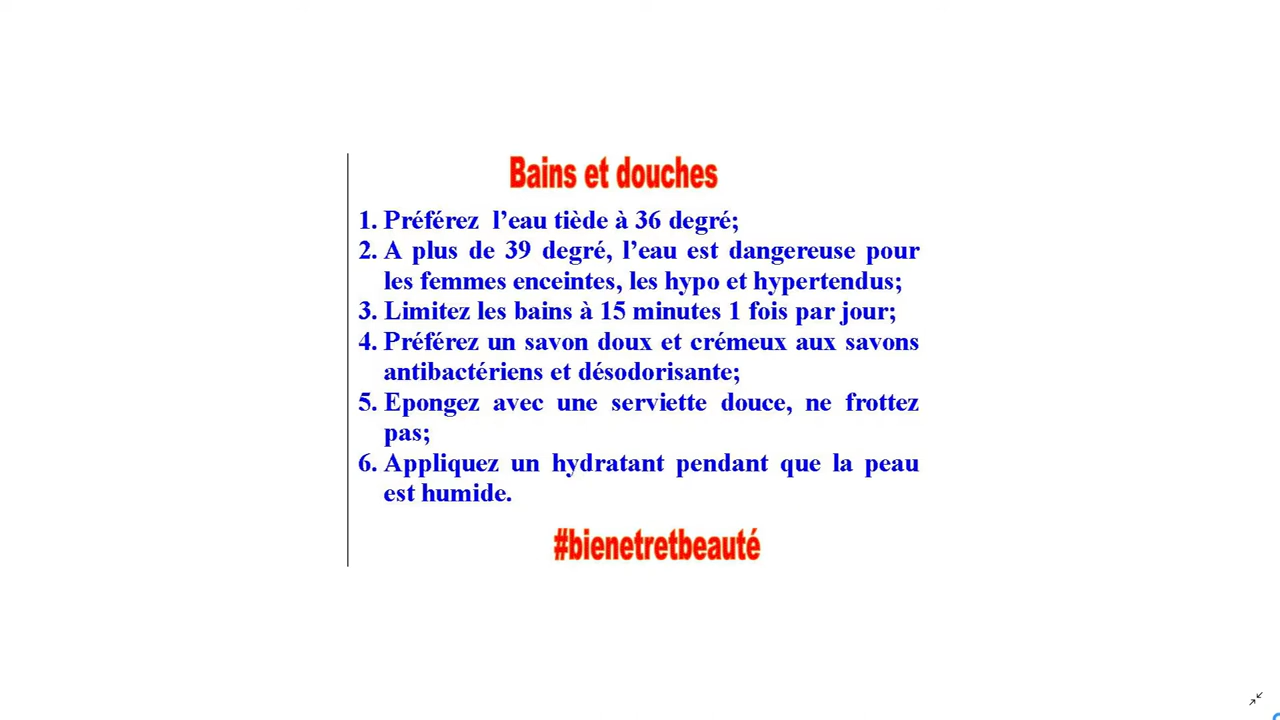 Bains et douches
1. Préférez l'eau tiède à 36 degré;
2. A plus de 39 degré, l'eau est dangereuse pour
les femmes enceintes, les hypo et hypertendus;
3. Limitez les bains à 15 minutes 1 fois par jour;
4. Préférez un savon doux et crémeux aux savons
antibactériens et désodorisante;
5. Epongez avec une serviette douce, ne frottez
pas;
6. Appliquez un hydratant pendant que la peau
est humide.
#bienetretbeauté